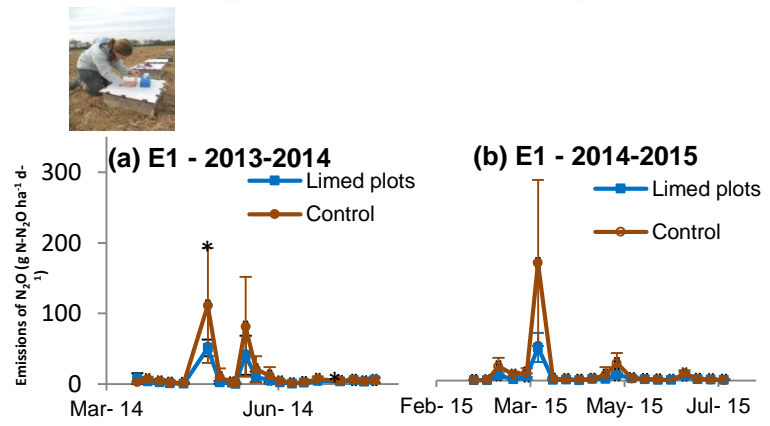 (a) E1 - 2013-2014
Limed plots
Control
300
200
100
0
Emissions of N₂O (g N-N₂O ha⁻¹ d-
¹)
*
*
Mar- 14
Jun- 14
(b) E1 - 2014-2015
Limed plots
Control
Feb- 15
Mar- 15
May- 15
Jul- 15